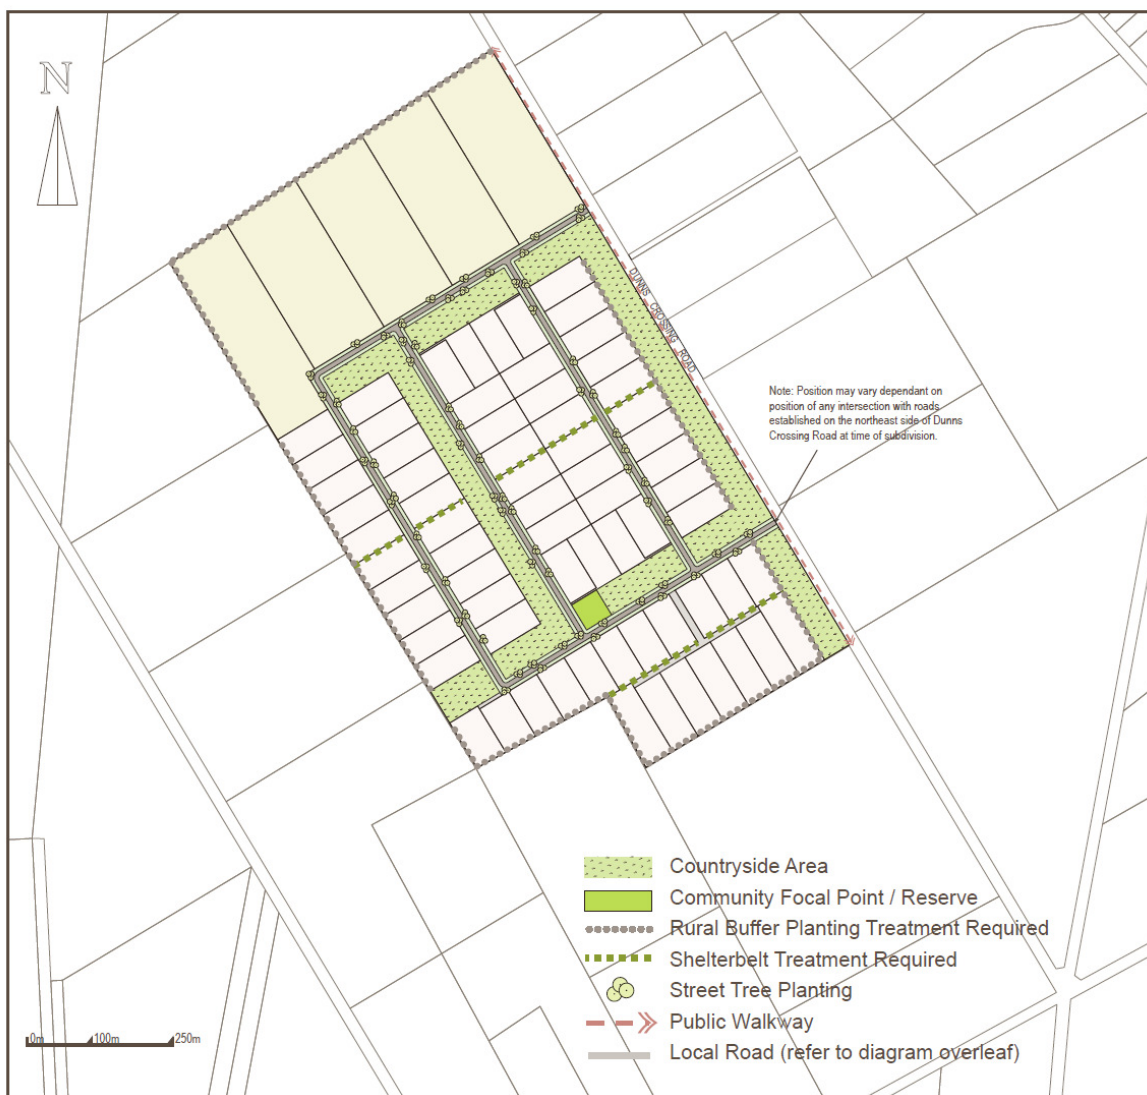 N
DUNNS CROSSING ROAD
Note: Position may vary dependant on
position of any intersection with roads
established on the northeast side of Dunns
Crossing Road at time of subdivision.
Countryside Area
Community Focal Point / Reserve
Rural Buffer Planting Treatment Required
Shelterbelt Treatment Required
Street Tree Planting
Public Walkway
Local Road (refer to diagram overleaf)
0m 100m 250m